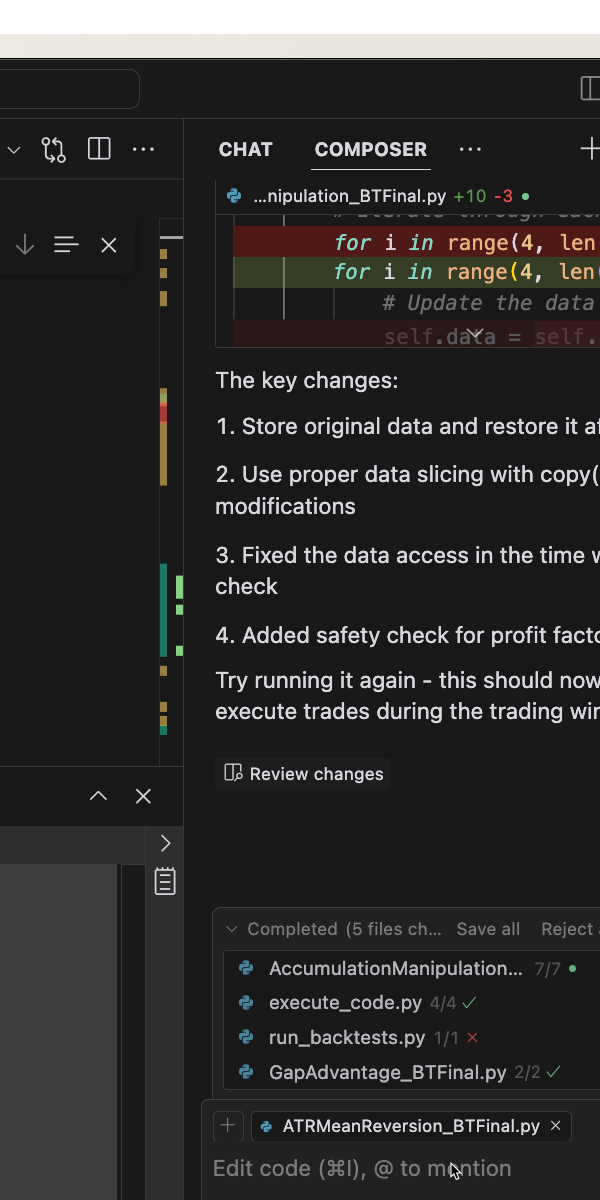 CHAT COMPOSER
...nipulation_BTFinal.py +10 -3
for i in range(4, len
for i in range(4, len(
# Update the data
self.data = self.
The key changes:
1. Store original data and restore it af
2. Use proper data slicing with copy(
modifications
3. Fixed the data access in the time w
check
4. Added safety check for profit facto
Try running it again - this should now
execute trades during the trading win
Review changes
Completed (5 files ch... Save all Reject a
AccumulationManipulation... 7/7
execute_code.py 4/4
run_backtests.py 1/1
GapAdvantage_BTFinal.py 2/2
ATRMeanReversion_BTFinal.py
Edit code (⌘I), @ to mention